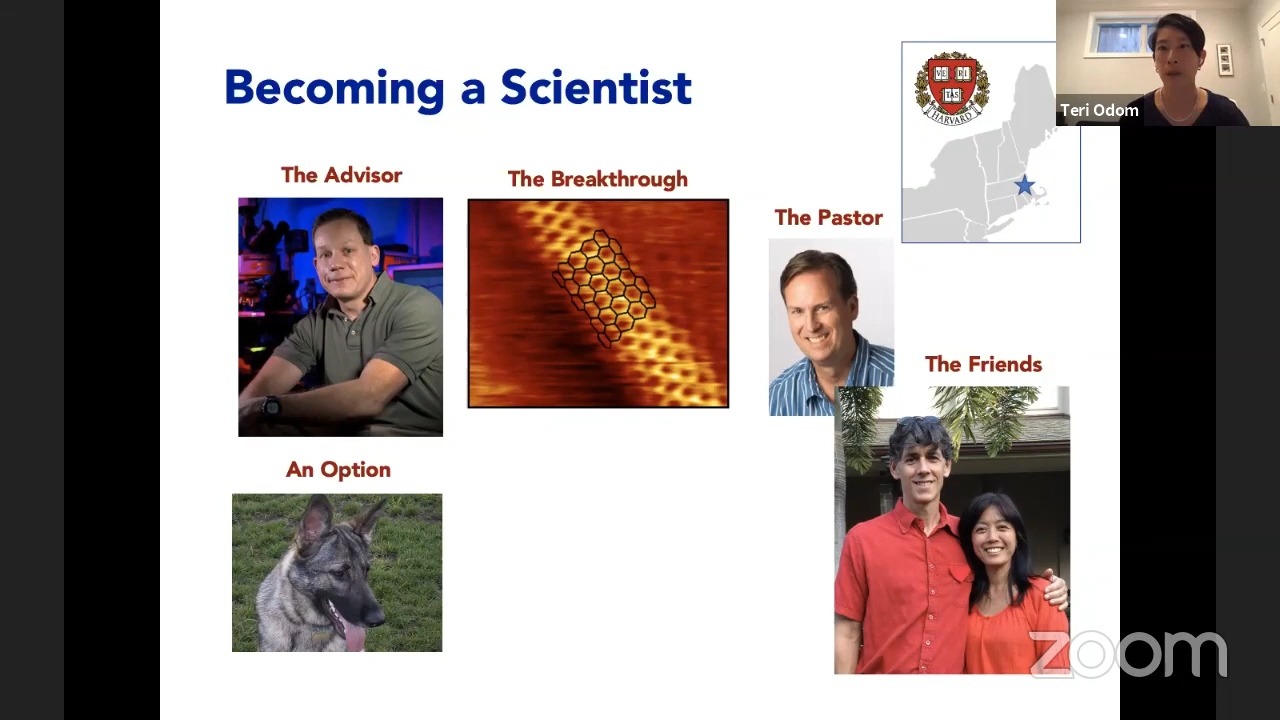 Becoming a Scientist
VE RI
TAS
HARVARD
Teri Odom
The Advisor
The Breakthrough
The Pastor
The Friends
An Option
zoom